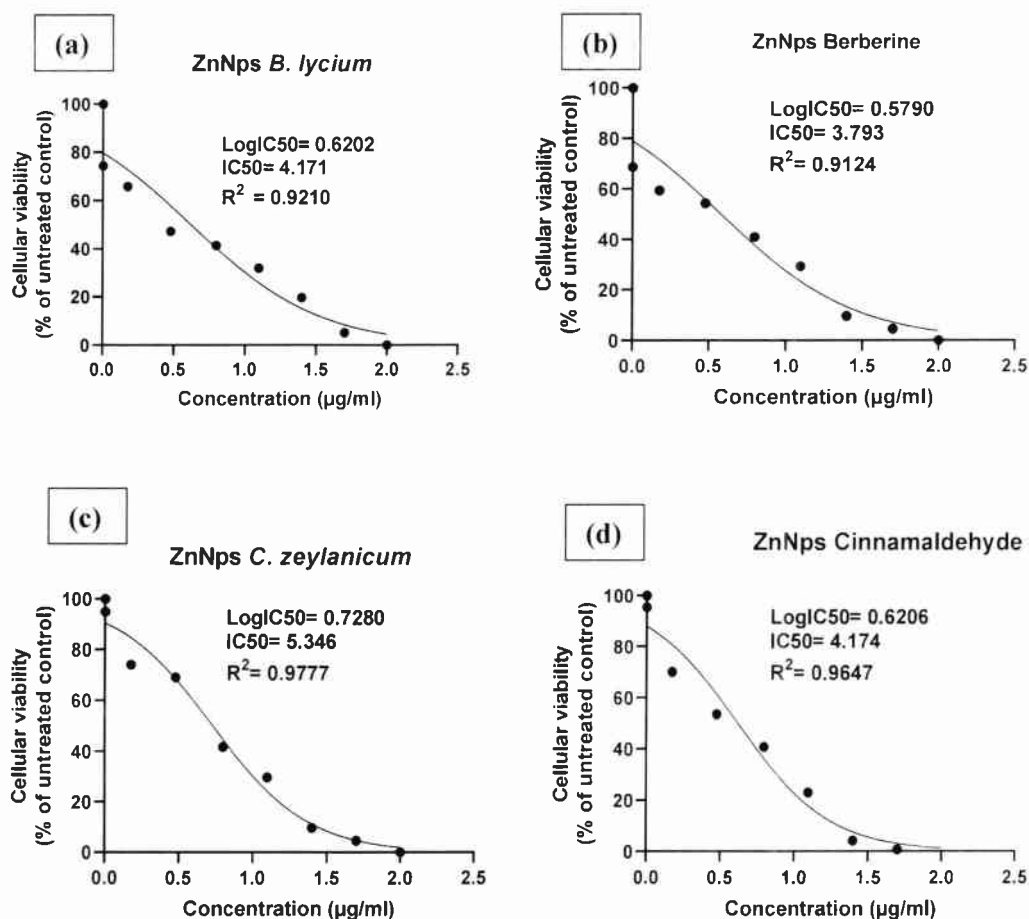 (a)
ZnNps B. lycium
LogIC50= 0.6202
IC50= 4.171
R² = 0.9210
Cellular viability
(% of untreated control)
100
80
60
40
20
0
0.0 0.5 1.0 1.5 2.0 2.5
Concentration (µg/ml)
(b)
ZnNps Berberine
LogIC50= 0.5790
IC50= 3.793
R² = 0.9124
Cellular viability
(% of untreated control)
100
80
60
40
20
0
0.0 0.5 1.0 1.5 2.0 2.5
Concentration (µg/ml)
(c)
ZnNps C. zeylanicum
LogIC50= 0.7280
IC50= 5.346
R²= 0.9777
Cellular viability
(% of untreated control)
100
80
60
40
20
0
0.0 0.5 1.0 1.5 2.0 2.5
Concentration (µg/ml)
(d)
ZnNps Cinnamaldehyde
LogIC50= 0.6206
IC50= 4.174
R²= 0.9647
Cellular viability
(% of untreated control)
100
80
60
40
20
0
0.0 0.5 1.0 1.5 2.0 2.5
Concentration (µg/ml)